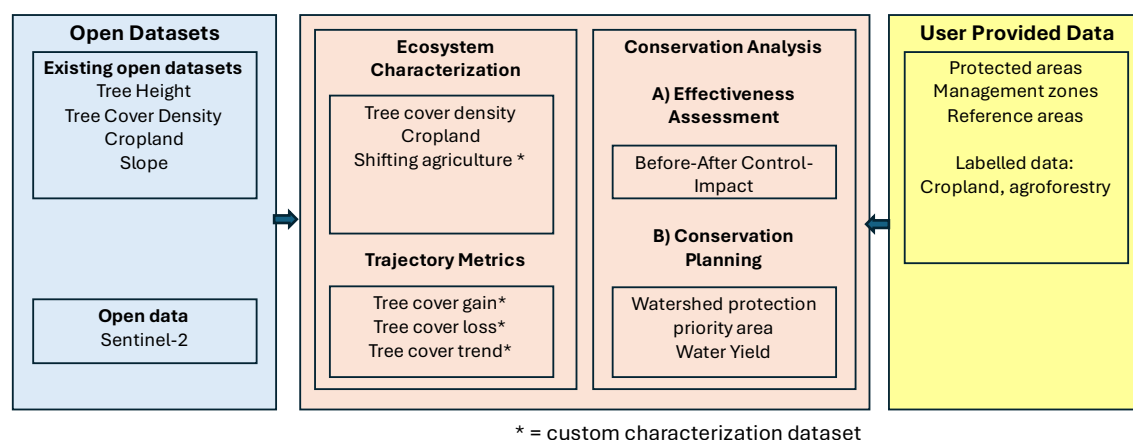 Open Datasets
Existing open datasets
Tree Height
Tree Cover Density
Cropland
Slope
Open data
Sentinel-2
Ecosystem
Characterization
Tree cover density
Cropland
Shifting agriculture *
Trajectory Metrics
Tree cover gain*
Tree cover loss*
Tree cover trend*
Conservation Analysis
A) Effectiveness
Assessment
Before-After Control-
Impact
B) Conservation
Planning
Watershed protection
priority area
Water Yield
User Provided Data
Protected areas
Management zones
Reference areas
Labelled data:
Cropland, agroforestry
* = custom characterization dataset